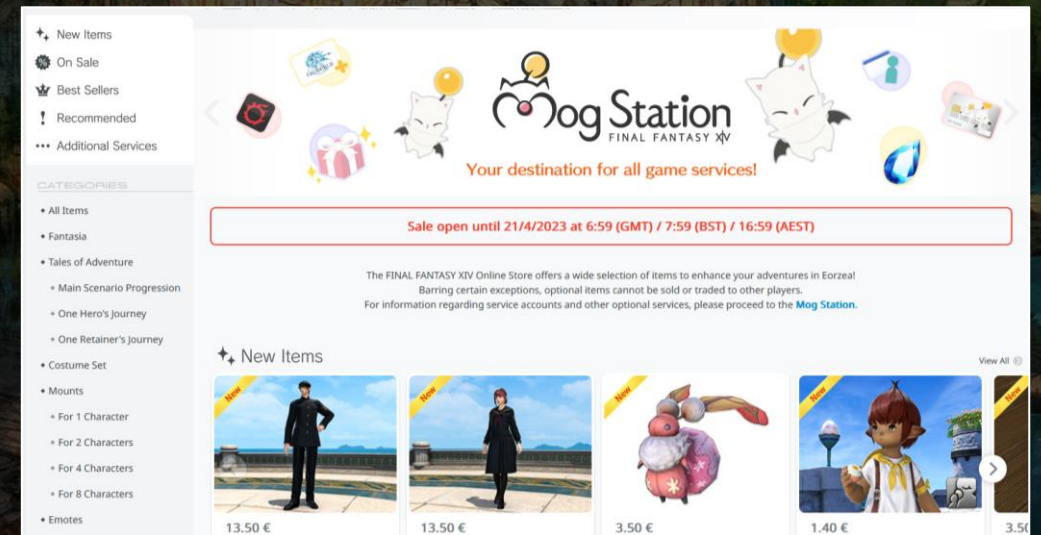 New Items
On Sale
Best Sellers
Recommended
Additional Services
CATEGORIES
All Items
Fantasia
Tales of Adventure
Main Scenario Progression
One Hero's Journey
One Retainer's Journey
Costume Set
Mounts
For 1 Character
For 2 Characters
For 4 Characters
For 8 Characters
Emotes
Mog Station
FINAL FANTASY XIV
Your destination for all game services!
Sale open until 21/4/2023 at 6:59 (GMT) / 7:59 (BST) / 16:59 (AEST)
The FINAL FANTASY XIV Online Store offers a wide selection of items to enhance your adventures in Eorzea!
Barring certain exceptions, optional items cannot be sold or traded to other players.
For information regarding service accounts and other optional services, please proceed to the Mog Station.
New Items
View All
New
New
New
New
New
13.50 €
13.50 €
3.50 €
1.40 €